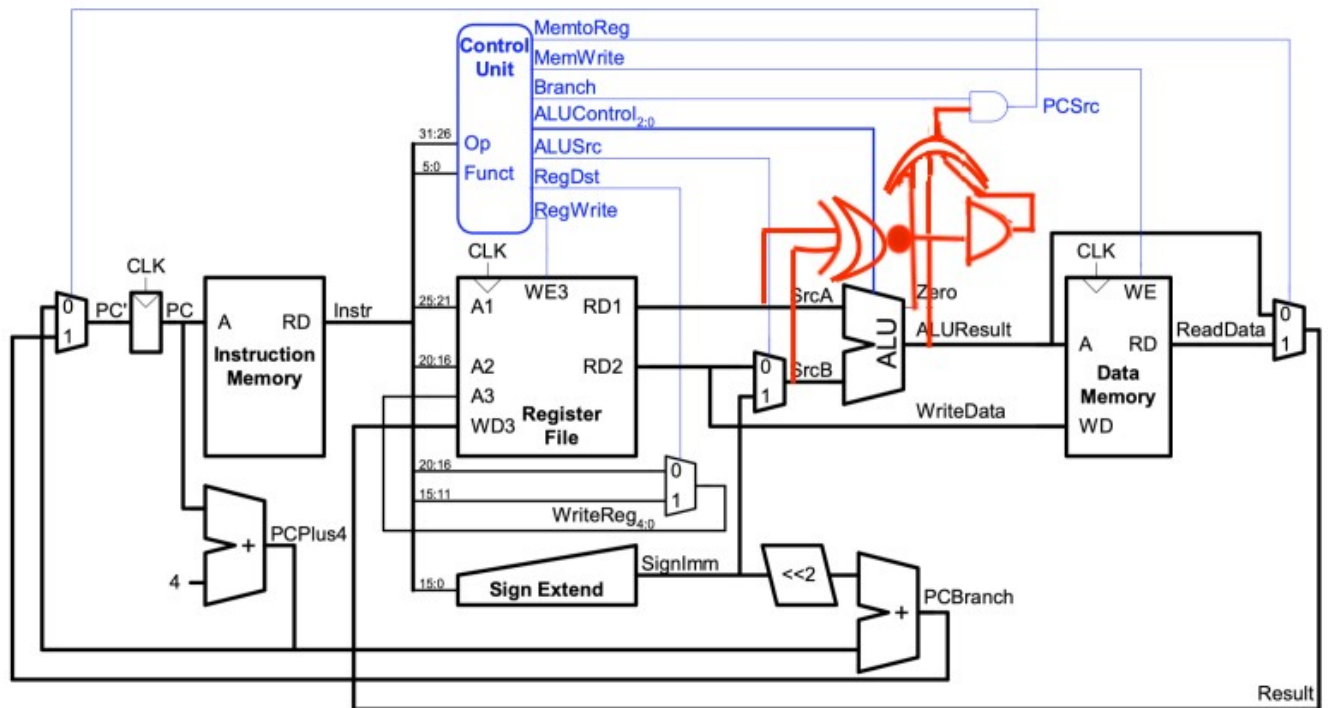 MemtoReg
Control
Unit
MemWrite
Branch
ALUControl2:0
PCSrc
31:26
Op
ALUSrc
5:0
Funct
RegDst
RegWrite
CLK
CLK
CLK
0
1
PC'
PC
A
RD
Instruction
Memory
Instr
25:21
A1
WE3
RD1
SrcA
Zero
WE
20:16
A2
RD2
0
1
SrcB
ALU
ALUResult
A
RD
ReadData
0
1
A3
Data
Memory
WD3
Register
File
WriteData
WD
20:16
0
15:11
1
WriteReg4:0
PCPlus4
+
4
15:0
Sign Extend
SignImm
<<2
+
PCBranch
Result